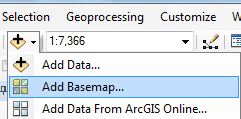 Selection Geoprocessing Customize W
1:7,366
Add Data...
Add Basemap...
Add Data From ArcGIS Online...